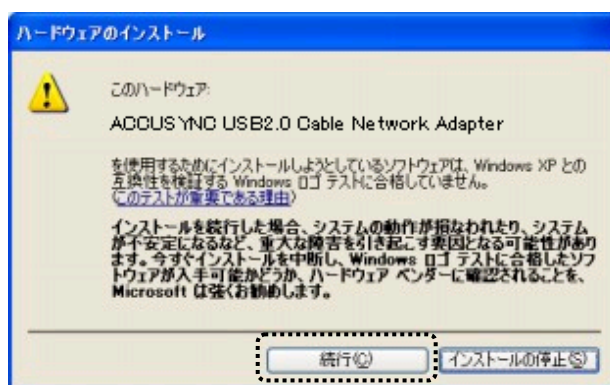 ハードウェアのインストール
このハードウェア:
ACCUSYNC USB2.0 Cable Network Adapter
を使用するためにインストールしようとしているソフトウェアは、Windows XP との
互換性を検証する Windows ロゴ テストに合格していません。
(このテストが重要である理由)
インストールを続行した場合、システムの動作が損なわれたり、システム
が不安定になるなど、重大な障害を引き起こす要因となる可能性があり
ます。今すぐインストールを中断し、Windows ロゴ テストに合格したソフ
トウェアが入手可能かどうか、ハードウェア ベンダーに確認されることを、
Microsoft は強くお勧めします。
続行(C) インストールの停止(S)